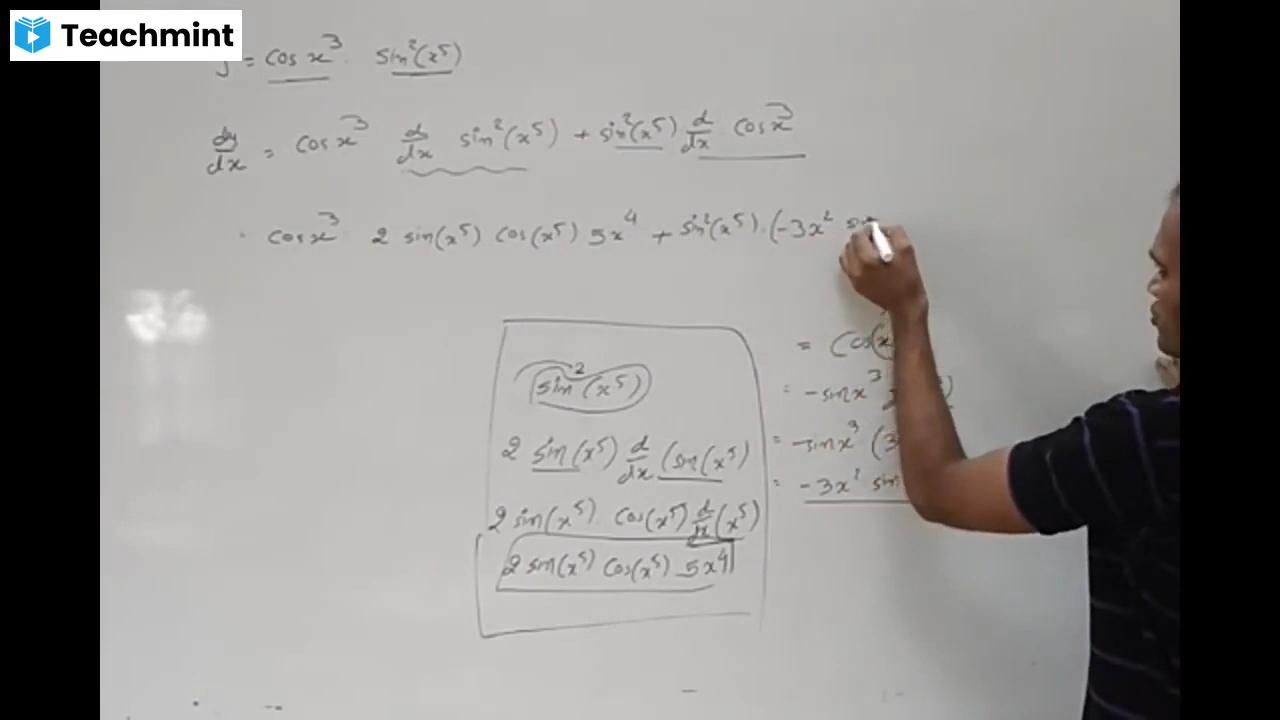 Teachmint
y = cos x³ · sin²(x⁵)
dy/dx = cos x³ d/dx sin²(x⁵) + sin²(x⁵) d/dx cos x³
cos x³ 2 sin(x⁵) cos(x⁵) 5x⁴ + sin²(x⁵) · (-3x²
sin²(x⁵)
2 sin(x⁵) d/dx (sin(x⁵)
2 sin(x⁵) · cos(x⁵) d/dx (x⁵)
2 sin(x⁵) cos(x⁵) 5x⁴
= cos(x
= -sin x³
= -sin x³ (3
= -3x² sin